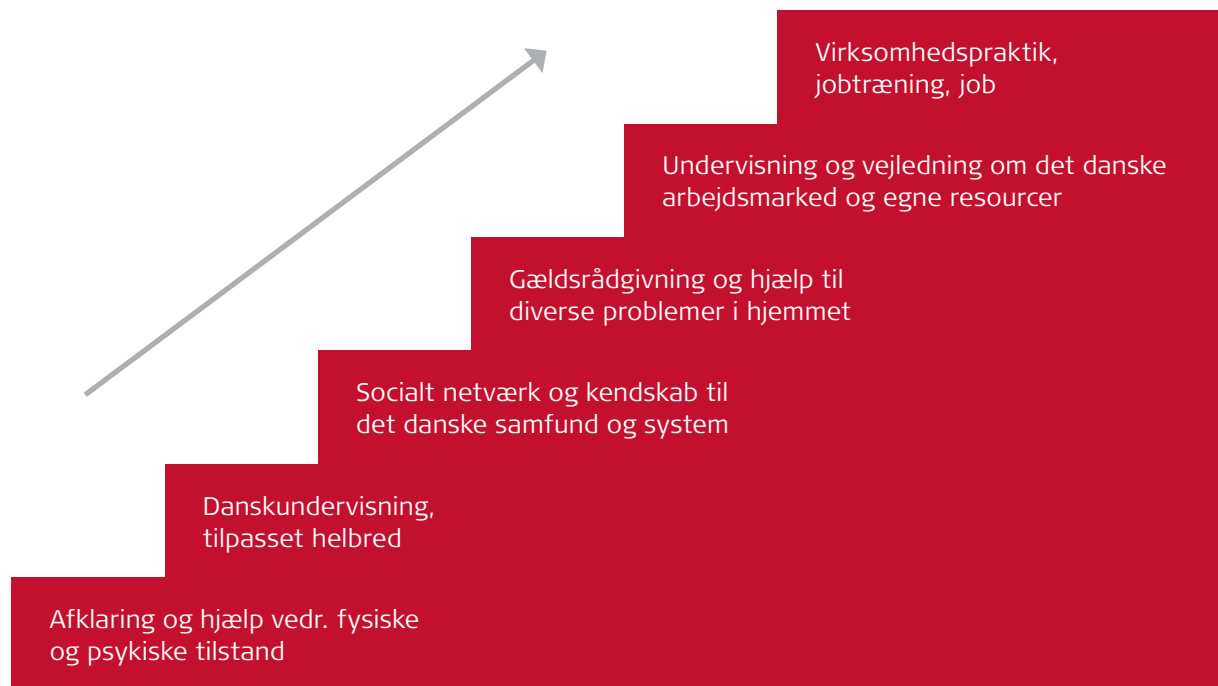 Virksomhedspraktik,
jobtræning, job
Undervisning og vejledning om det danske
arbejdsmarked og egne resourcer
Gældsrådgivning og hjælp til
diverse problemer i hjemmet
Socialt netværk og kendskab til
det danske samfund og system
Danskundervisning,
tilpasset helbred
Afklaring og hjælp vedr. fysiske
og psykiske tilstand